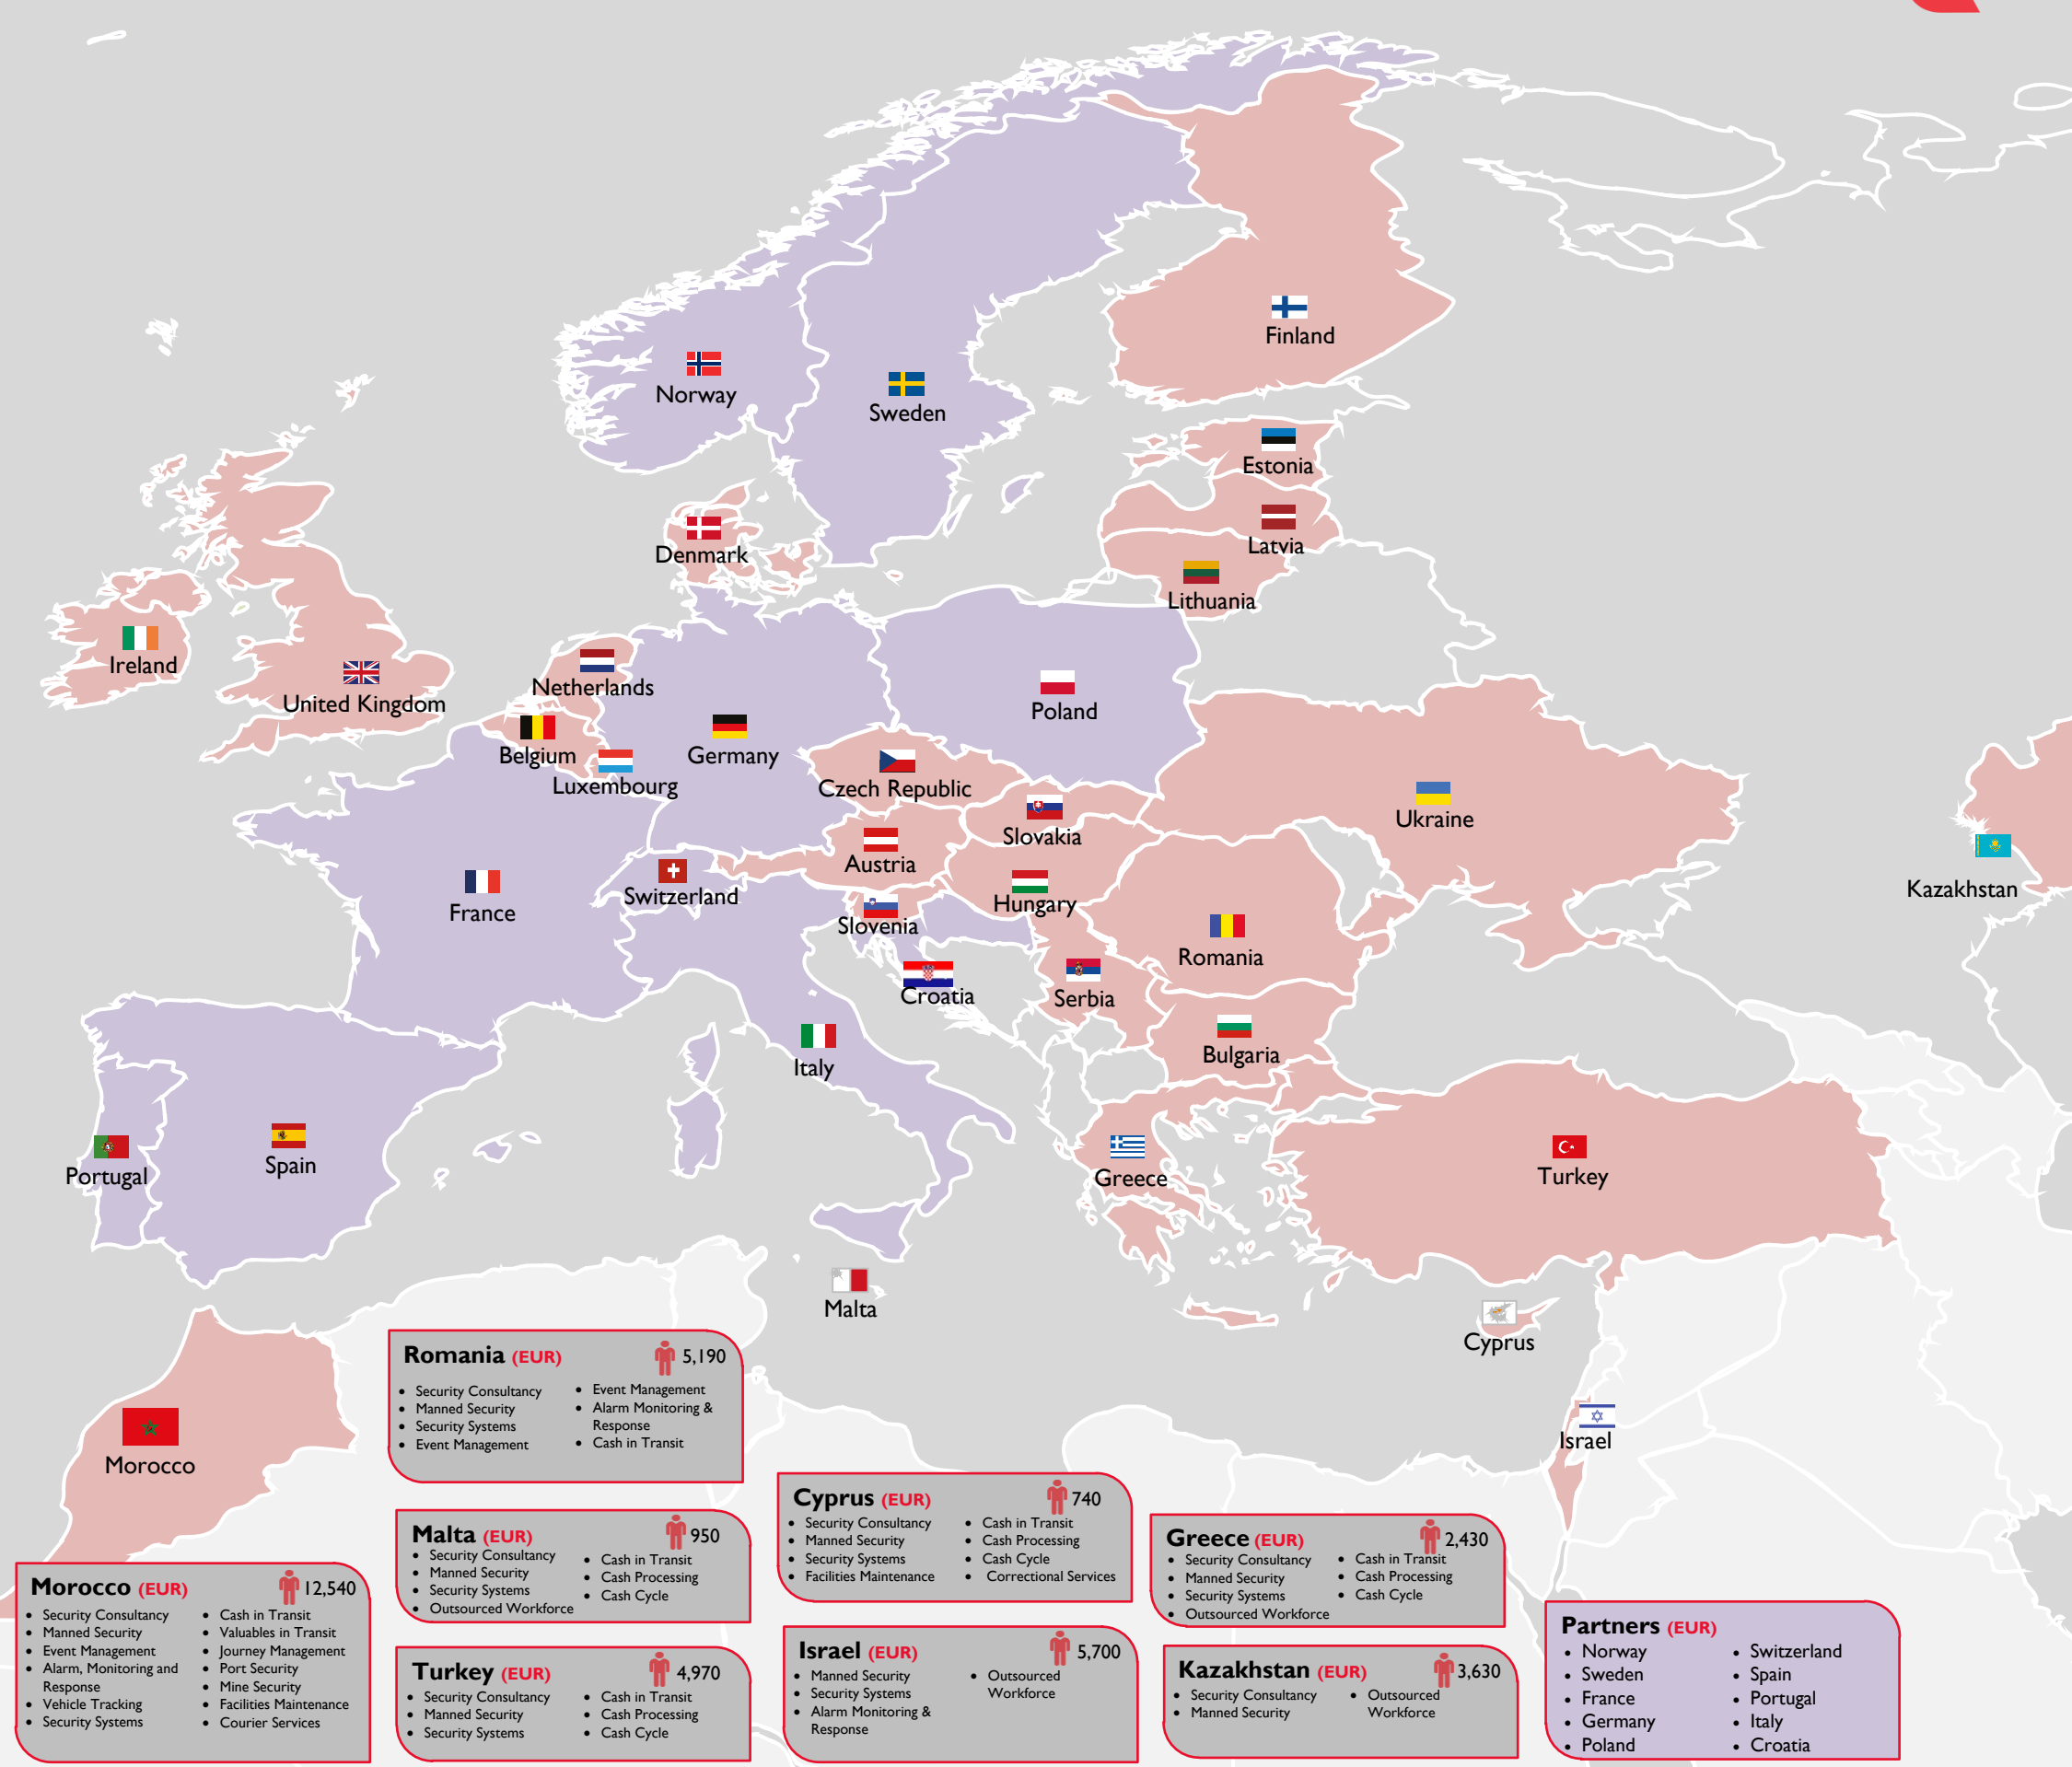 Finland
Norway
Sweden
Estonia
Latvia
Denmark
Lithuania
Ireland
Netherlands
United Kingdom
Poland
Belgium
Germany
Luxembourg
Czech Republic
Ukraine
Slovakia
Austria
Kazakhstan
Switzerland
Hungary
France
Slovenia
Romania
Croatia
Serbia
Bulgaria
Italy
Spain
Portugal
Greece
Turkey
Malta
Cyprus
Israel
Morocco
Romania (EUR) 5,190
• Security Consultancy
• Manned Security
• Security Systems
• Event Management
• Event Management
• Alarm Monitoring &
Response
• Cash in Transit
Malta (EUR) 950
• Security Consultancy
• Manned Security
• Security Systems
• Outsourced Workforce
• Cash in Transit
• Cash Processing
• Cash Cycle
Cyprus (EUR) 740
• Security Consultancy
• Manned Security
• Security Systems
• Facilities Maintenance
• Cash in Transit
• Cash Processing
• Cash Cycle
• Correctional Services
Greece (EUR) 2,430
• Security Consultancy
• Manned Security
• Security Systems
• Outsourced Workforce
• Cash in Transit
• Cash Processing
• Cash Cycle
Morocco (EUR) 12,540
• Security Consultancy
• Manned Security
• Event Management
• Alarm, Monitoring and
Response
• Vehicle Tracking
• Security Systems
• Cash in Transit
• Valuables in Transit
• Journey Management
• Port Security
• Mine Security
• Facilities Maintenance
• Courier Services
Turkey (EUR) 4,970
• Security Consultancy
• Manned Security
• Security Systems
• Cash in Transit
• Cash Processing
• Cash Cycle
Israel (EUR) 5,700
• Manned Security
• Security Systems
• Alarm Monitoring &
Response
• Outsourced
Workforce
Kazakhstan (EUR) 3,630
• Security Consultancy
• Manned Security
• Outsourced
Workforce
Partners (EUR)
• Norway
• Sweden
• France
• Germany
• Poland
• Switzerland
• Spain
• Portugal
• Italy
• Croatia